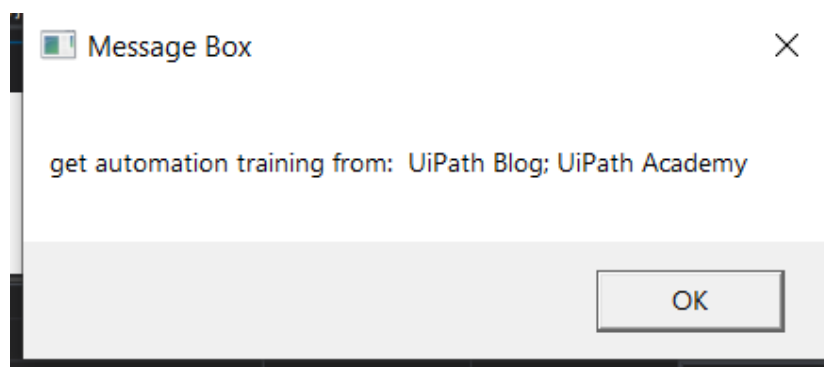 Message Box
get automation training from:  UiPath Blog; UiPath Academy
OK